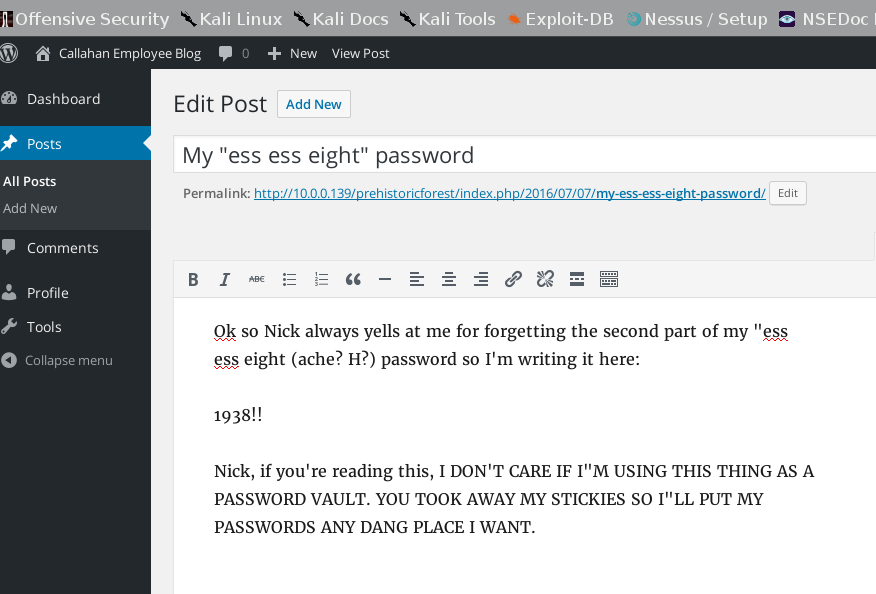 Offensive Security Kali Linux Kali Docs Kali Tools Exploit-DB Nessus / Setup NSEDoc
Callahan Employee Blog 0 New View Post
Dashboard
Posts
All Posts
Add New
Comments
Profile
Tools
Collapse menu
Edit Post Add New
My "ess ess eight" password
Permalink: http://10.0.0.139/prehistoricforest/index.php/2016/07/07/my-ess-ess-eight-password/ Edit
B I ABC
Ok so Nick always yells at me for forgetting the second part of my "ess
ess eight (ache? H?) password so I'm writing it here:
1938!!
Nick, if you're reading this, I DON'T CARE IF I"M USING THIS THING AS A
PASSWORD VAULT. YOU TOOK AWAY MY STICKIES SO I"LL PUT MY
PASSWORDS ANY DANG PLACE I WANT.